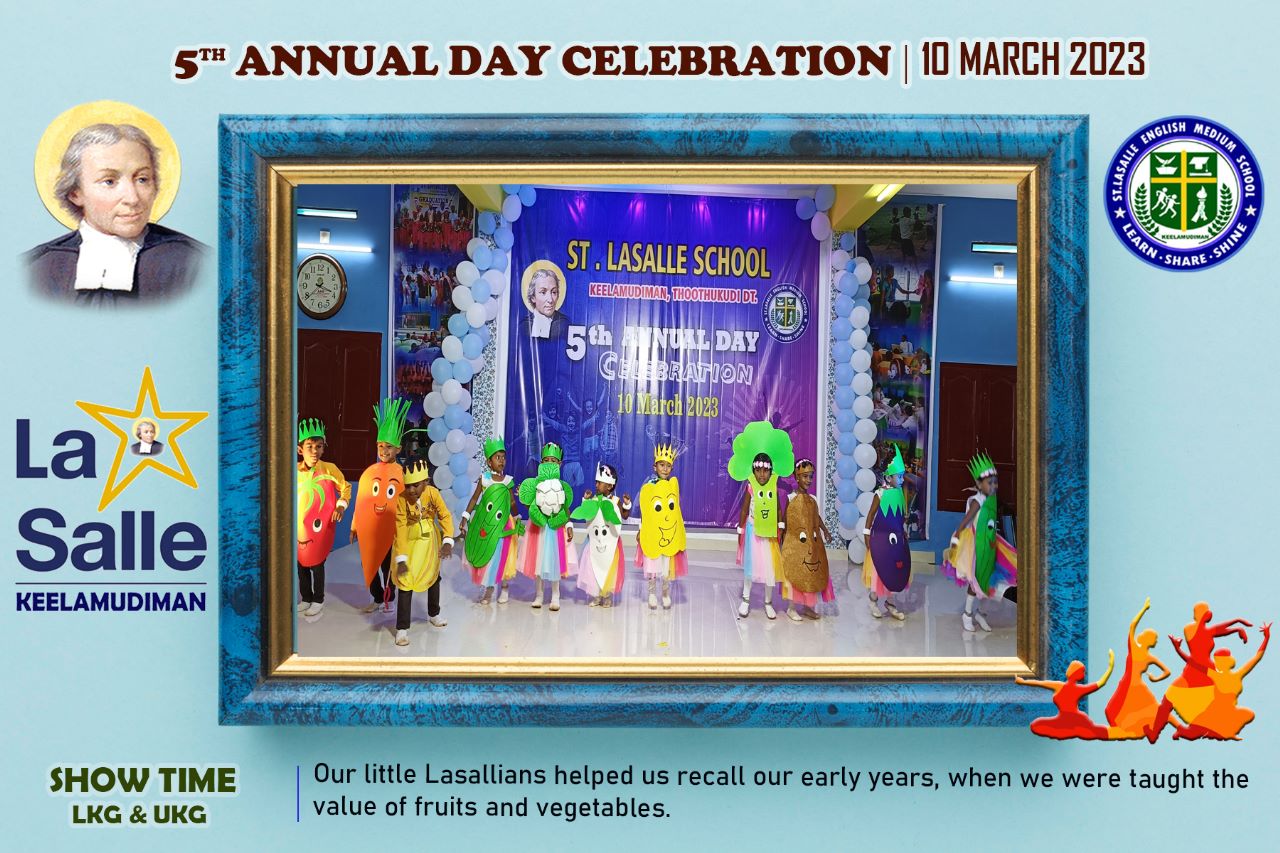 5TH ANNUAL DAY CELEBRATION | 10 MARCH 2023
ST.LASALLE ENGLISH MEDIUM SCHOOL
KEELAMUDIMAN
LEARN · SHARE · SHINE
La
Salle
KEELAMUDIMAN
ST . LASALLE SCHOOL
KEELAMUDIMAN, THOOTHUKUDI DT.
5th ANNUAL DAY
CELEBRATION
10 March 2023
SHOW TIME
LKG & UKG
Our little Lasallians helped us recall our early years, when we were taught the
value of fruits and vegetables.